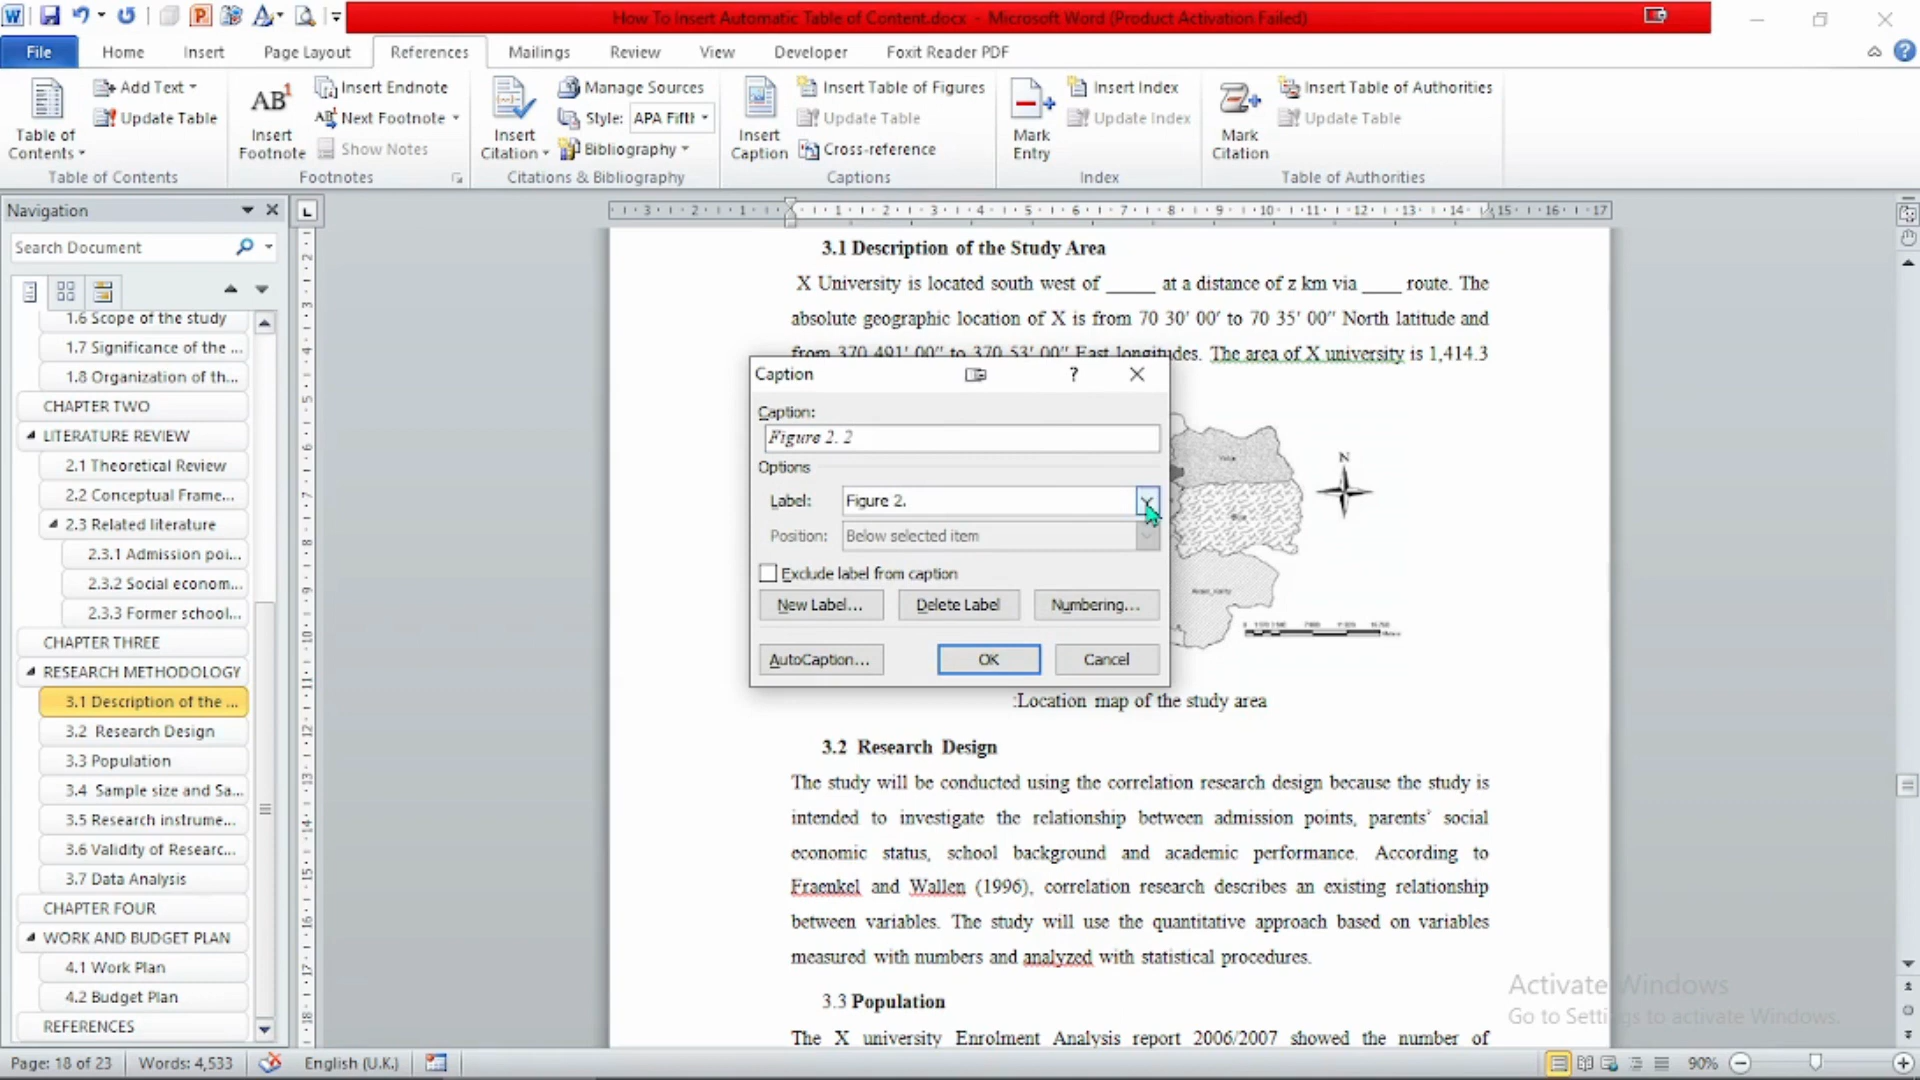 How To Insert Automatic Table of Content.docx - Microsoft Word (Product Activation Failed)
File Home Insert Page Layout References Mailings Review View Developer Foxit Reader PDF
Table of Contents
Add Text
Update Table
Table of Contents
AB1
Insert Footnote
Insert Endnote
Next Footnote
Show Notes
Footnotes
Insert Citation
Manage Sources
Style: APA Fifth
Bibliography
Citations & Bibliography
Insert Caption
Insert Table of Figures
Update Table
Cross-reference
Captions
Mark Entry
Insert Index
Update Index
Index
Mark Citation
Insert Table of Authorities
Update Table
Table of Authorities
Navigation
Search Document
1.6 Scope of the study
1.7 Significance of the ...
1.8 Organization of th...
CHAPTER TWO
LITERATURE REVIEW
2.1 Theoretical Review
2.2 Conceptual Frame...
2.3 Related literature
2.3.1 Admission poi...
2.3.2 Social econom...
2.3.3 Former school...
CHAPTER THREE
RESEARCH METHODOLOGY
3.1 Description of the ...
3.2 Research Design
3.3 Population
3.4 Sample size and Sa...
3.5 Research instrume...
3.6 Validity of Researc...
3.7 Data Analysis
CHAPTER FOUR
WORK AND BUDGET PLAN
4.1 Work Plan
4.2 Budget Plan
REFERENCES
3.1 Description of the Study Area
X University is located south west of _____ at a distance of z km via ____ route. The
absolute geographic location of X is from 70 30' 00' to 70 35' 00" North latitude and
from 370 491' 00" to 370 53' 00" East longitudes. The area of X university is 1,414.3
Caption
Caption:
Figure 2. 2
Options
Label: Figure 2.
Position: Below selected item
Exclude label from caption
New Label... Delete Label Numbering...
AutoCaption... OK Cancel
N
:Location map of the study area
3.2 Research Design
The study will be conducted using the correlation research design because the study is
intended to investigate the relationship between admission points, parents' social
economic status, school background and academic performance. According to
Fraenkel and Wallen (1996), correlation research describes an existing relationship
between variables. The study will use the quantitative approach based on variables
measured with numbers and analyzed with statistical procedures.
3.3 Population
The X university Enrolment Analysis report 2006/2007 showed the number of
Activate Windows
Go to Settings to activate Windows.
Page: 18 of 23 Words: 4,533 English (U.K.) 90%